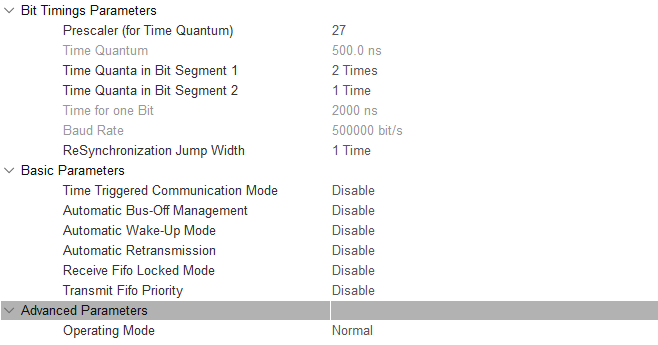 Bit Timings Parameters
Prescaler (for Time Quantum) 27
Time Quantum 500.0 ns
Time Quanta in Bit Segment 1 2 Times
Time Quanta in Bit Segment 2 1 Time
Time for one Bit 2000 ns
Baud Rate 500000 bit/s
ReSynchronization Jump Width 1 Time
Basic Parameters
Time Triggered Communication Mode Disable
Automatic Bus-Off Management Disable
Automatic Wake-Up Mode Disable
Automatic Retransmission Disable
Receive Fifo Locked Mode Disable
Transmit Fifo Priority Disable
Advanced Parameters
Operating Mode Normal